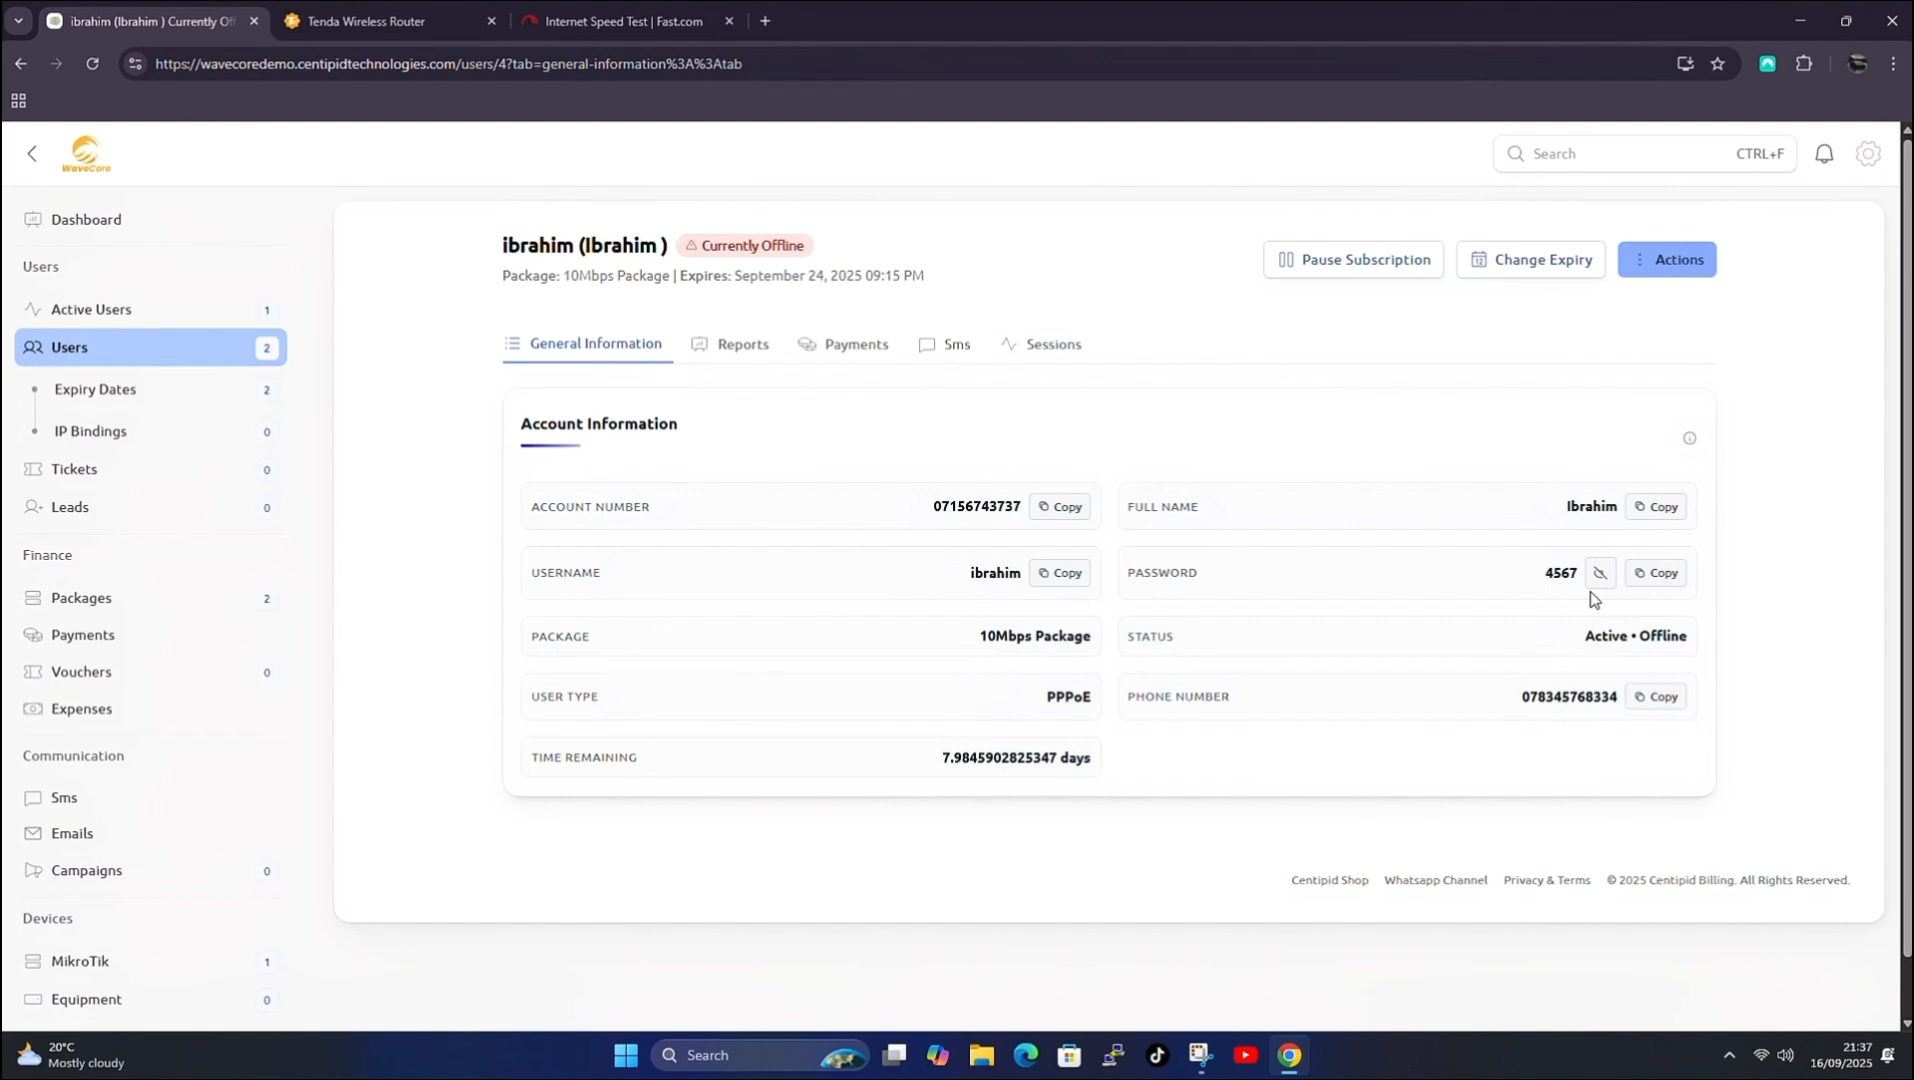 ibrahim (Ibrahim ) Currently Of
Tenda Wireless Router
Internet Speed Test | Fast.com
https://wavecoredemo.centipidtechnologies.com/users/4?tab=general-information%3A%3Atab
WaveCore
Search
CTRL+F
Dashboard
Users
Active Users 1
Users 2
Expiry Dates 2
IP Bindings 0
Tickets 0
Leads 0
Finance
Packages 2
Payments
Vouchers 0
Expenses
Communication
Sms
Emails
Campaigns 0
Devices
MikroTik 1
Equipment 0
ibrahim (Ibrahim ) Currently Offline
Package: 10Mbps Package | Expires: September 24, 2025 09:15 PM
Pause Subscription
12 Change Expiry
Actions
General Information
Reports
Payments
Sms
Sessions
Account Information
ACCOUNT NUMBER 07156743737 Copy
FULL NAME Ibrahim Copy
USERNAME ibrahim Copy
PASSWORD 4567 Copy
PACKAGE 10Mbps Package
STATUS Active • Offline
USER TYPE PPPoE
PHONE NUMBER 078345768334 Copy
TIME REMAINING 7.9845902825347 days
Centipid Shop Whatsapp Channel Privacy & Terms © 2025 Centipid Billing. All Rights Reserved.
20°C
Mostly cloudy
Search
21:37
16/09/2025